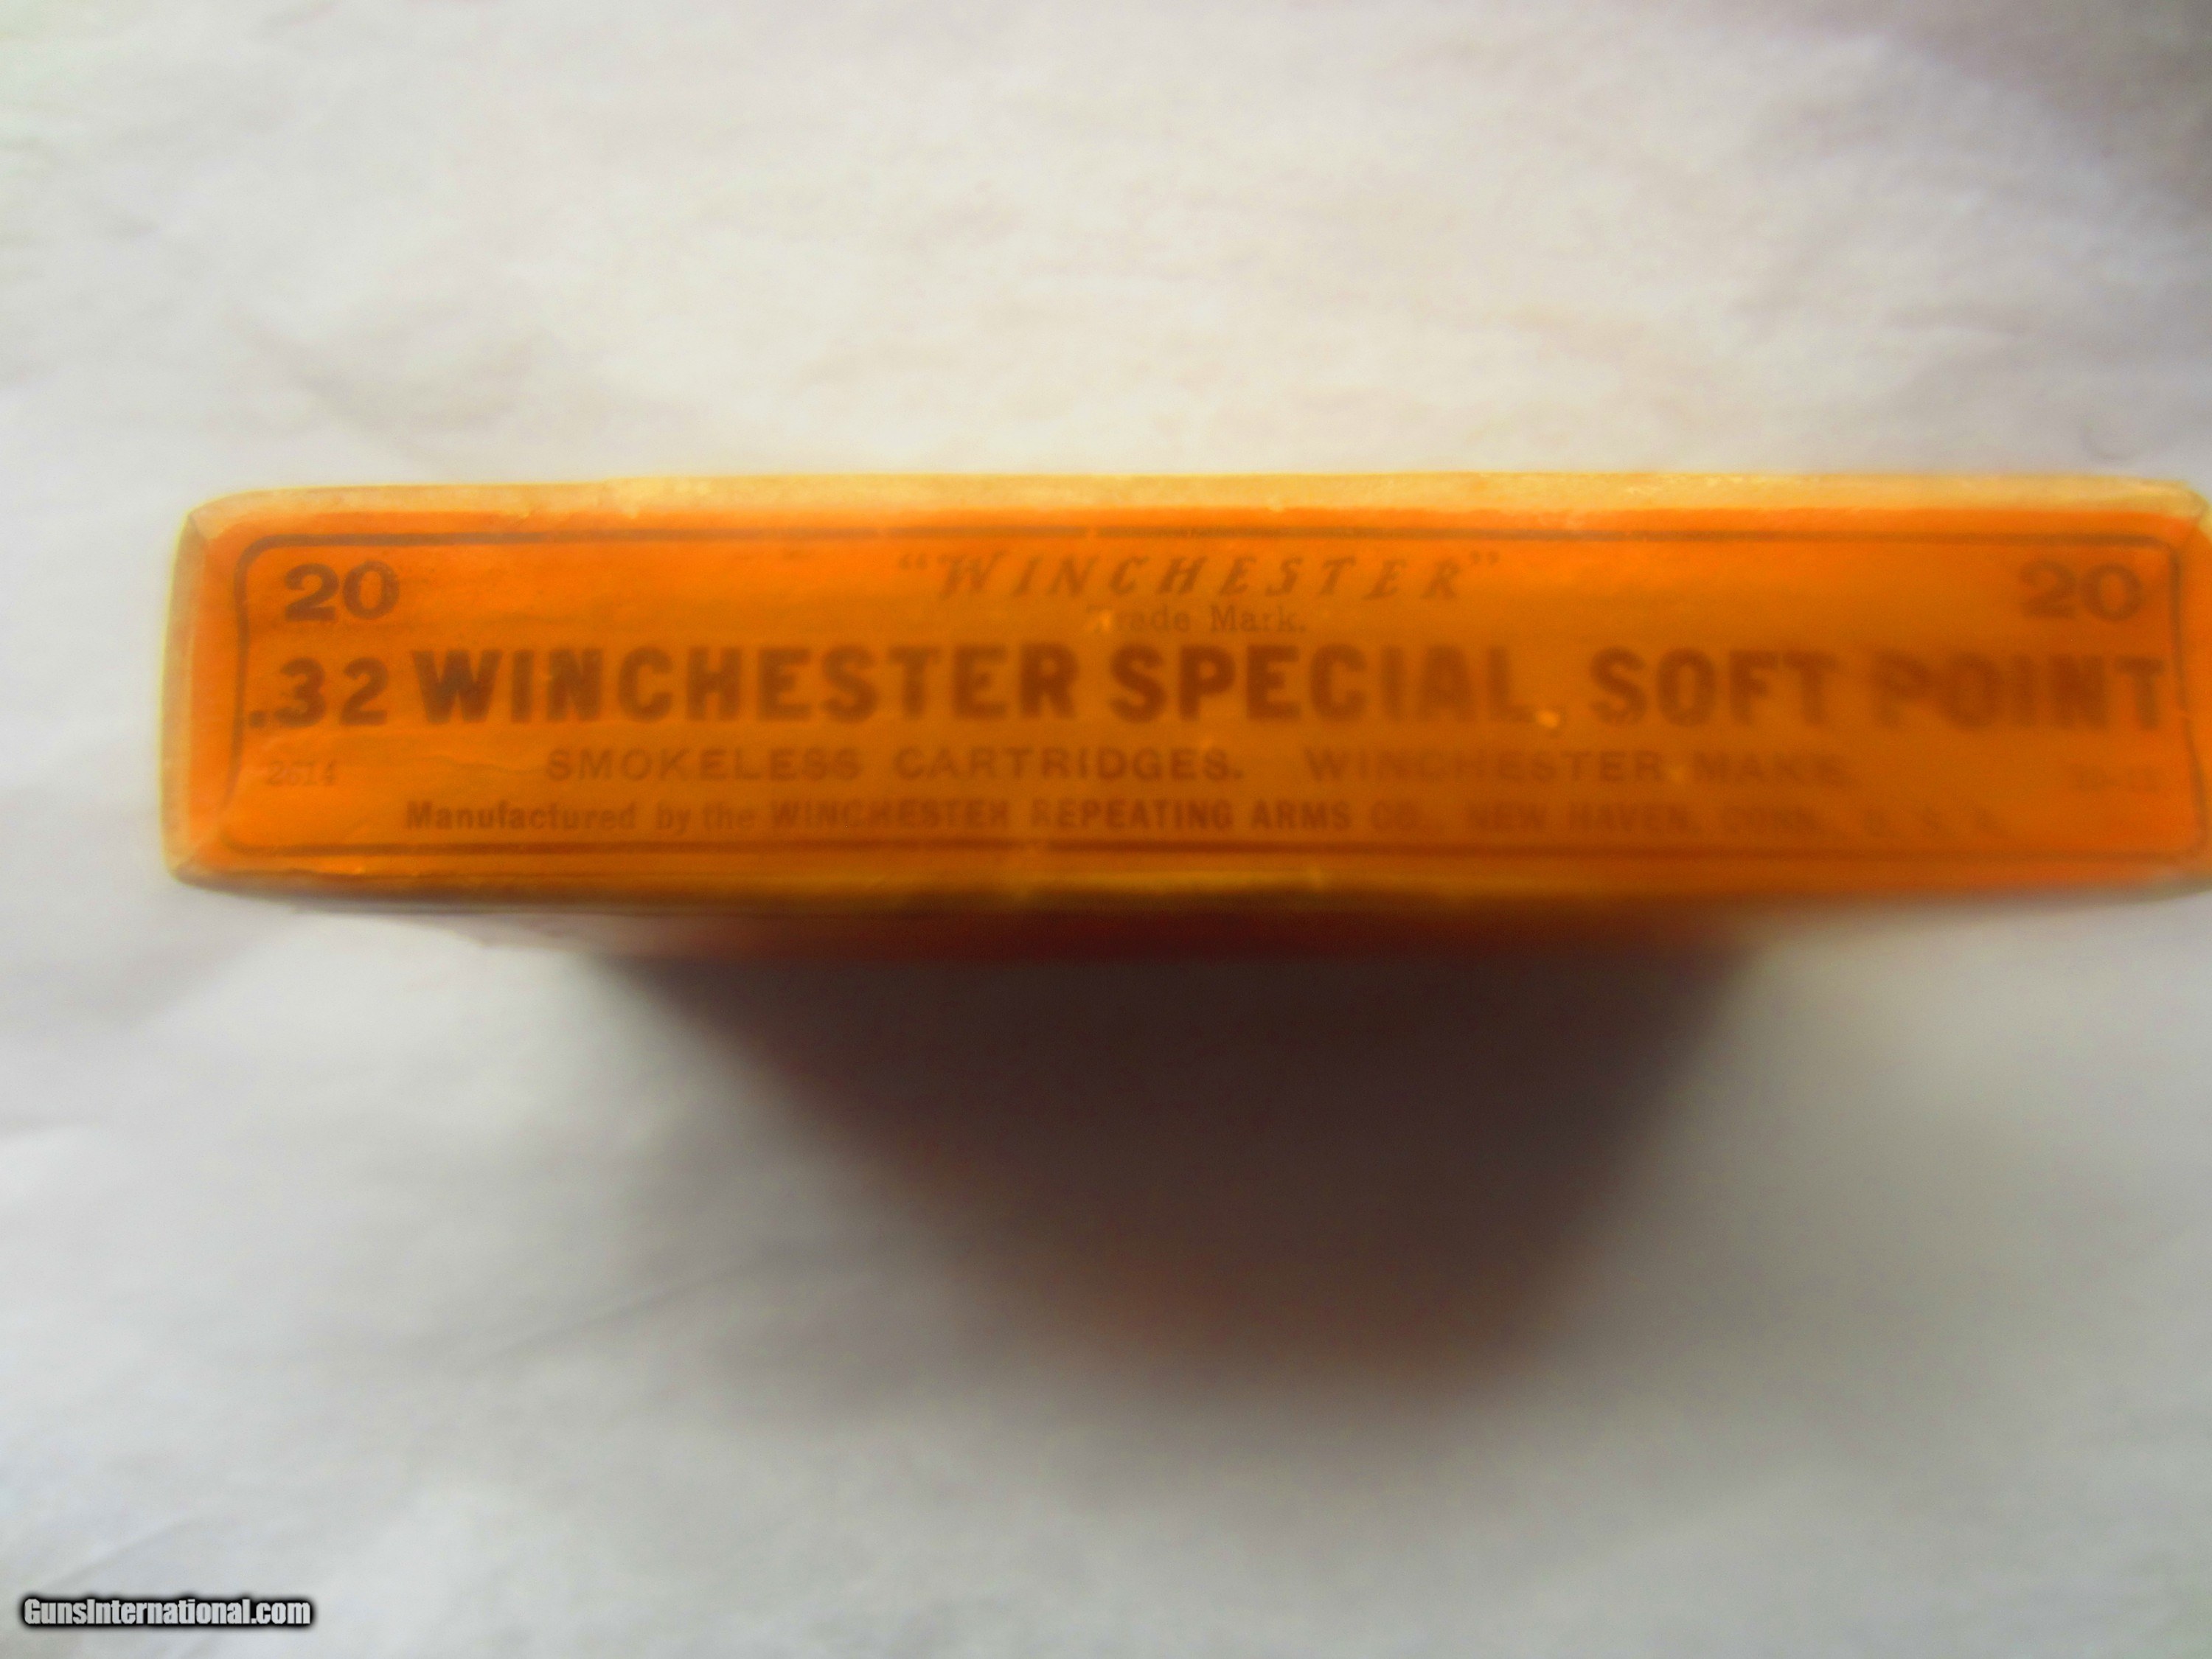 20 "WINCHESTER" 20
Trade Mark.
.32 WINCHESTER SPECIAL, SOFT POINT
SMOKELESS CARTRIDGES. WINCHESTER MAKE.
2614
Manufactured by the WINCHESTER REPEATING ARMS CO., NEW HAVEN, CONN., U. S. A.
GunsInternational.com